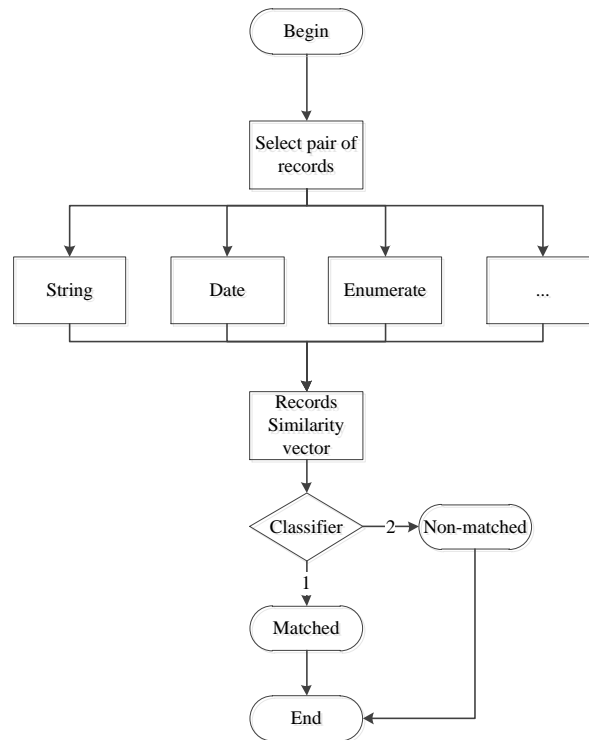 Begin
Select pair of
records
String
Date
Enumerate
...
Records
Similarity
vector
Classifier
2
Non-matched
1
Matched
End